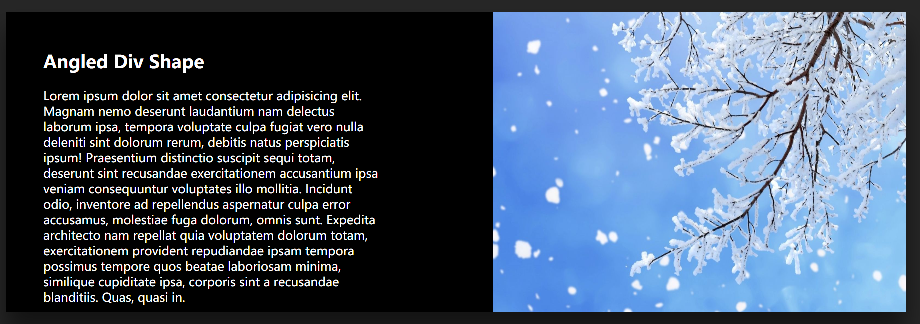 Angled Div Shape
Lorem ipsum dolor sit amet consectetur adipisicing elit.
Magnam nemo deserunt laudantium nam delectus
laborum ipsa, tempora voluptate culpa fugiat vero nulla
deleniti sint dolorum rerum, debitis natus perspiciatis
ipsum! Praesentium distinctio suscipit sequi totam,
deserunt sint recusandae exercitationem accusantium ipsa
veniam consequuntur voluptates illo mollitia. Incidunt
odio, inventore ad repellendus aspernatur culpa error
accusamus, molestiae fuga dolorum, omnis sunt. Expedita
architecto nam repellat quia voluptatem dolorum totam,
exercitationem provident repudiandae ipsam tempora
possimus tempore quos beatae laboriosam minima,
similique cupiditate ipsa, corporis sint a recusandae
blanditiis. Quas, quasi in.